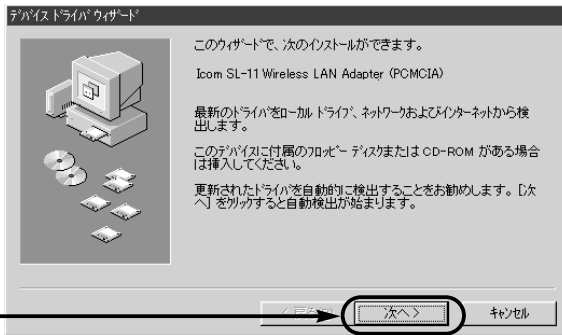 ﾃﾞﾊﾞｲｽ ﾄﾞﾗｲﾊﾞ ｳｨｻﾞｰﾄﾞ
このｳｨｻﾞｰﾄﾞで、次のインストールができます。
Icom SL-11 Wireless LAN Adapter (PCMCIA)
最新のﾄﾞﾗｲﾊﾞをﾛｰｶﾙ ﾄﾞﾗｲﾌﾞ、ﾈｯﾄﾜｰｸおよびｲﾝﾀｰﾈｯﾄから検
出します。
このﾃﾞﾊﾞｲｽに付属のﾌﾛｯﾋﾟｰ ﾃﾞｨｽｸまたは CD-ROM がある場合
は挿入してください。
更新されたﾄﾞﾗｲﾊﾞを自動的に検出することをお勧めします。[次
へ] をｸﾘｯｸすると自動検出が始まります。
次へ >
ｷｬﾝｾﾙ